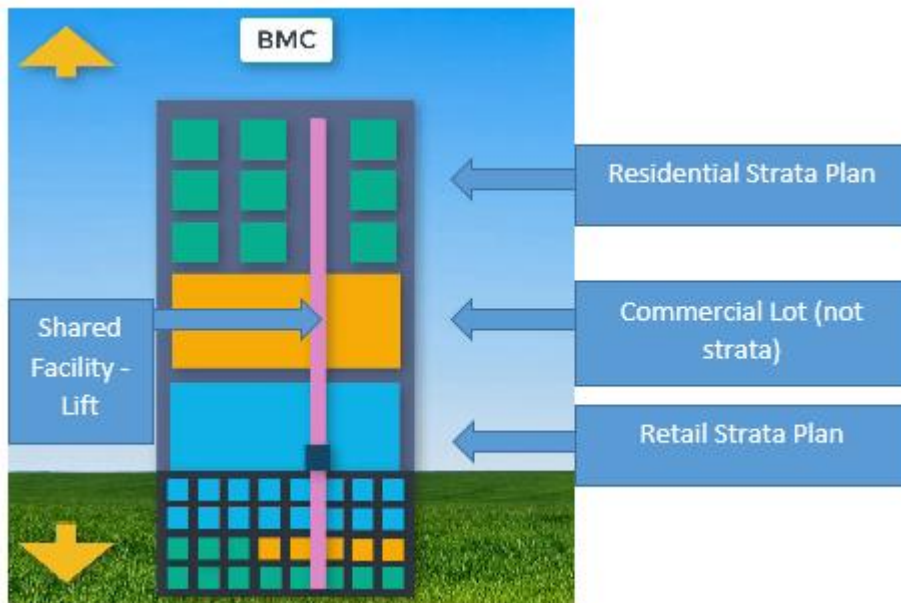 BMC
Residential Strata Plan
Commercial Lot (not
strata)
Shared
Facility -
Lift
Retail Strata Plan